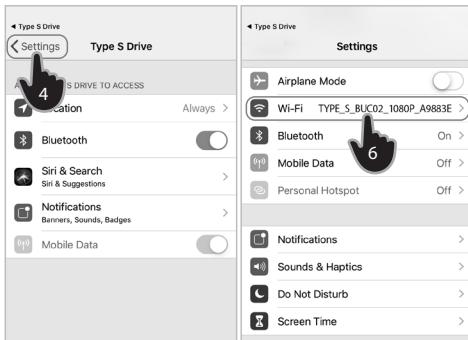 ◀ Type S Drive
Settings Type S Drive
S DRIVE TO ACCESS
4
Always
Bluetooth
Siri & Search
Siri & Suggestions
Notifications
Banners, Sounds, Badges
Mobile Data
◀ Type S Drive
Settings
Airplane Mode
Wi-Fi TYPE_S_BUC02_1080P_A9883E
Bluetooth On
6
Mobile Data Off
Personal Hotspot Off
Notifications
Sounds & Haptics
Do Not Disturb
Screen Time